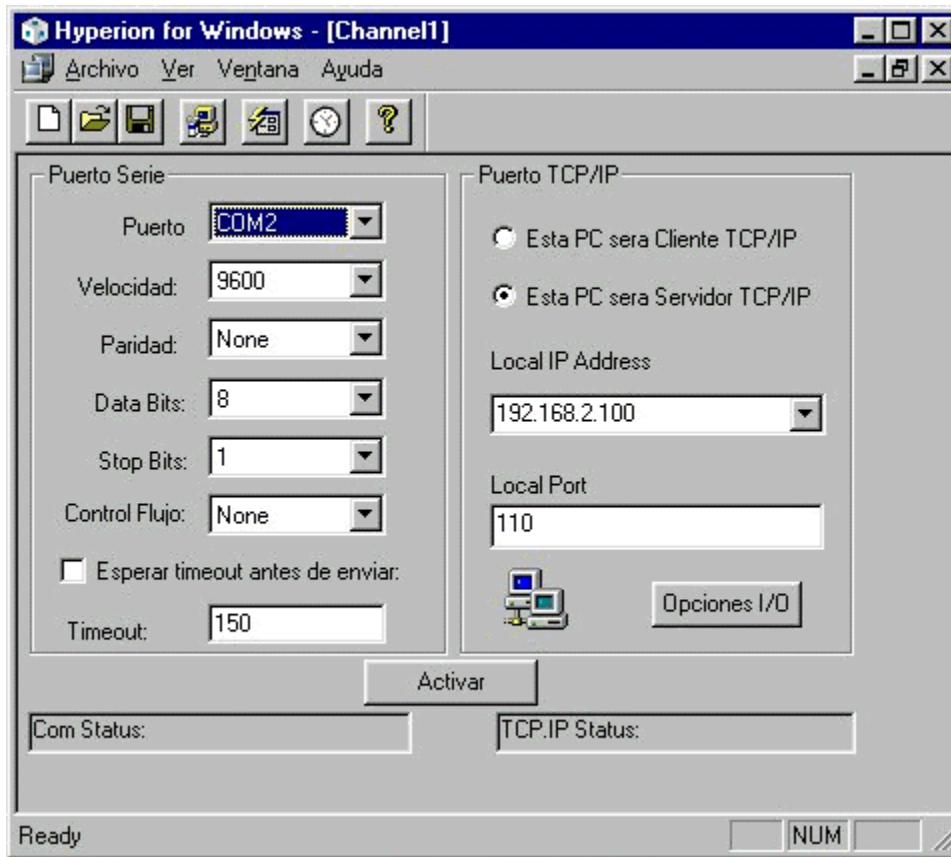 Hyperion for Windows - [Channel1]
Archivo Ver Ventana Ayuda
Puerto Serie
Puerto COM2
Velocidad: 9600
Paridad: None
Data Bits: 8
Stop Bits: 1
Control Flujo: None
Esperar timeout antes de enviar:
Timeout: 150
Puerto TCP/IP
Esta PC sera Cliente TCP/IP
Esta PC sera Servidor TCP/IP
Local IP Address
192.168.2.100
Local Port
110
Opciones I/O
Activar
Com Status:
TCP.IP Status:
Ready
NUM